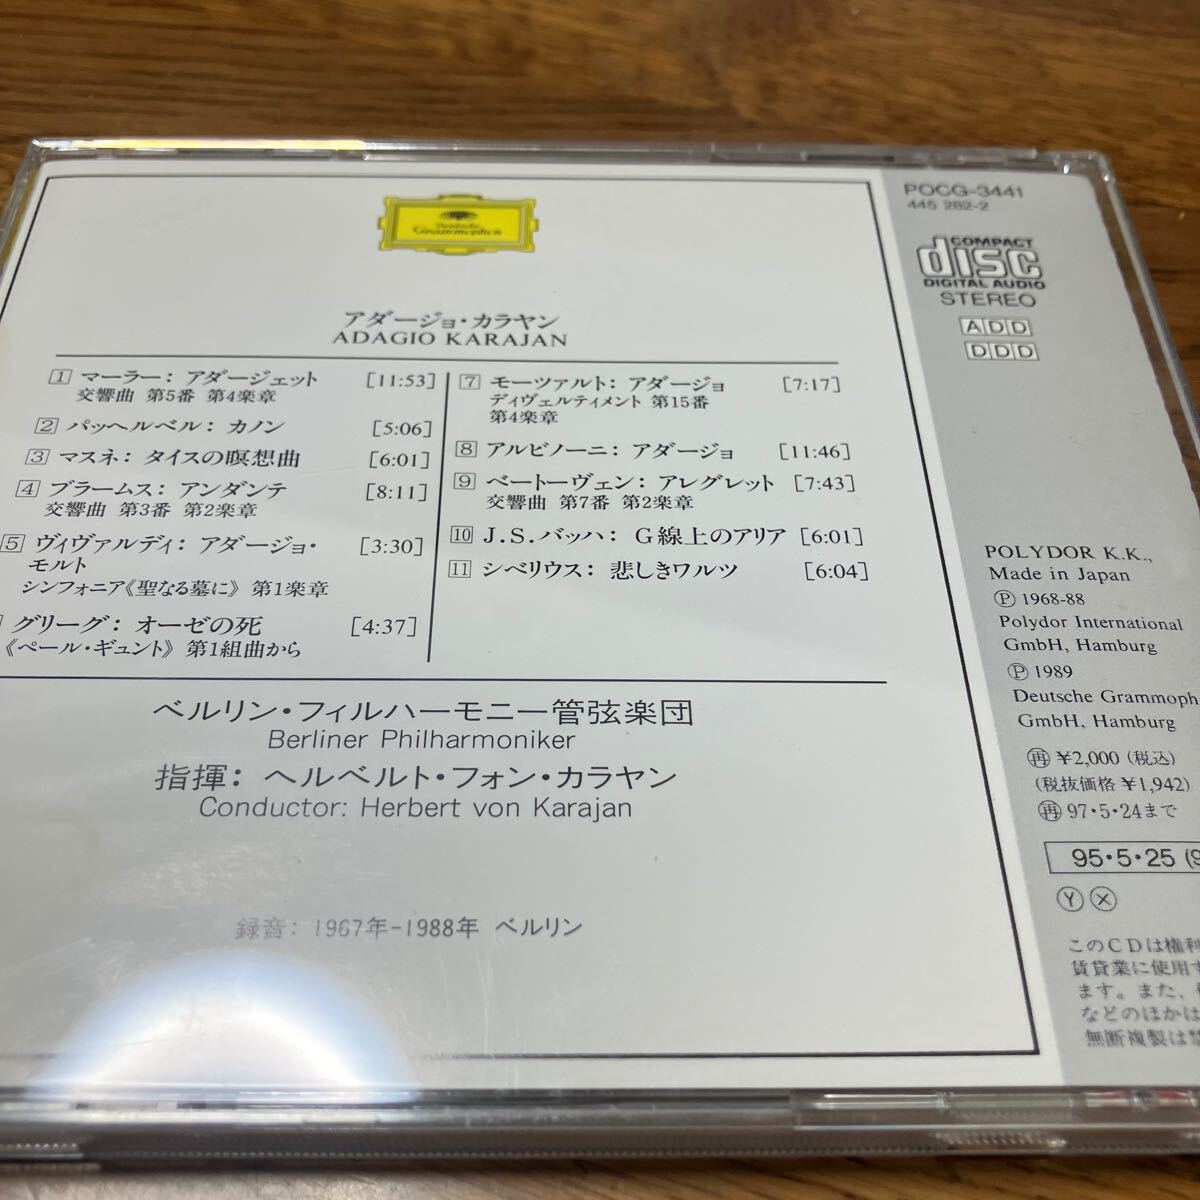 Deutsche
Grammophon
アダージョ・カラヤン
ADAGIO KARAJAN
1 マーラー: アダージェット [11:53]
交響曲 第5番 第4楽章
2 パッヘルベル: カノン [5:06]
3 マスネ: タイスの瞑想曲 [6:01]
4 ブラームス: アンダンテ [8:11]
交響曲 第3番 第2楽章
5 ヴィヴァルディ: アダージョ・ [3:30]
モルト
シンフォニア《聖なる墓に》 第1楽章
グリーグ: オーゼの死 [4:37]
《ペール・ギュント》 第1組曲から
7 モーツァルト: アダージョ [7:17]
ディヴェルティメント 第15番
第4楽章
8 アルビノーニ: アダージョ [11:46]
9 ベートーヴェン: アレグレット [7:43]
交響曲 第7番 第2楽章
10 J.S.バッハ: G線上のアリア [6:01]
11 シベリウス: 悲しきワルツ [6:04]
ベルリン・フィルハーモニー管弦楽団
Berliner Philharmoniker
指揮: ヘルベルト・フォン・カラヤン
Conductor: Herbert von Karajan
録音: 1967年-1988年 ベルリン
POCG-3441
445 282-2
COMPACT
disc
DIGITAL AUDIO
STEREO
ADD
DDD
POLYDOR K.K.,
Made in Japan
Ⓟ 1968-88
Polydor International
GmbH, Hamburg
Ⓟ 1989
Deutsche Grammoph
GmbH, Hamburg
再 ¥2,000 (税込)
(税抜価格 ¥1,942)
再 97・5・24まで
95・5・25 (9
Ⓨ Ⓧ
このCDは権利
賃貸業に使用す
ます。また、
などのほかは
無断複製は禁